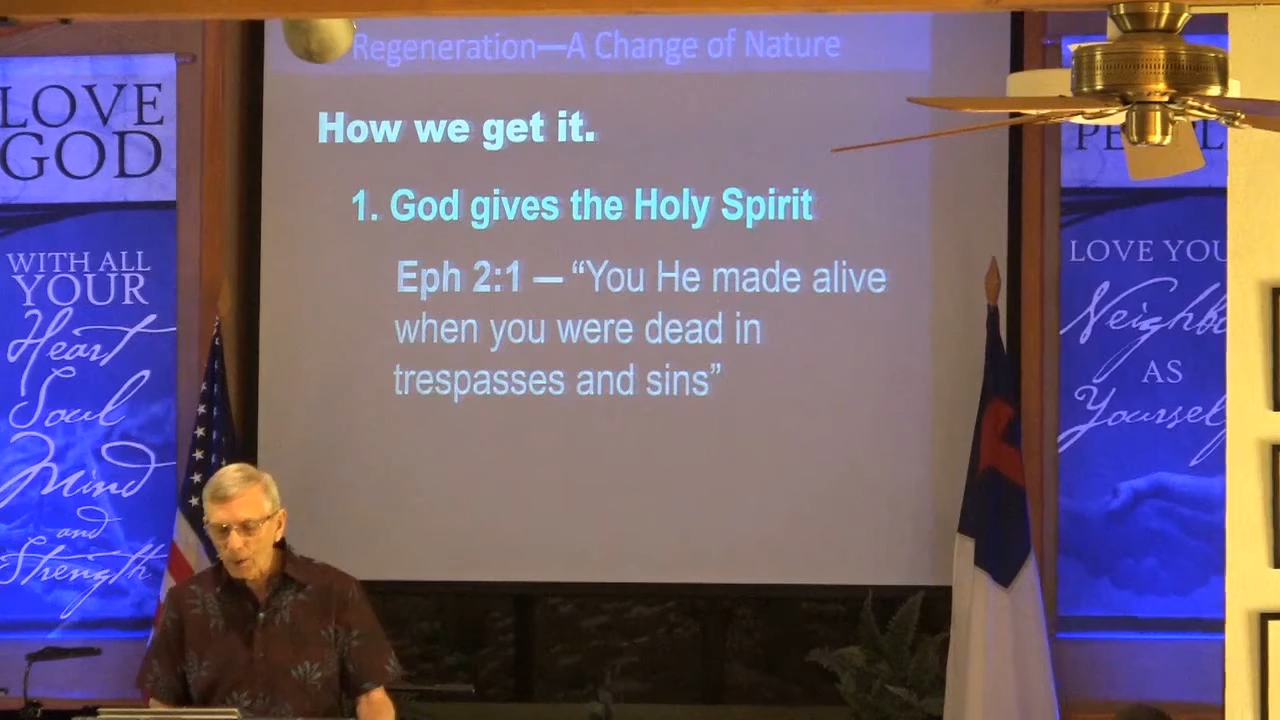 Regeneration—A Change of Nature
How we get it.
1. God gives the Holy Spirit
Eph 2:1 — “You He made alive
when you were dead in
trespasses and sins”
LOVE
GOD
WITH ALL
YOUR
Heart
Soul
Mind
and
Strength
LOVE YOU
Neighbo
AS
Yourself